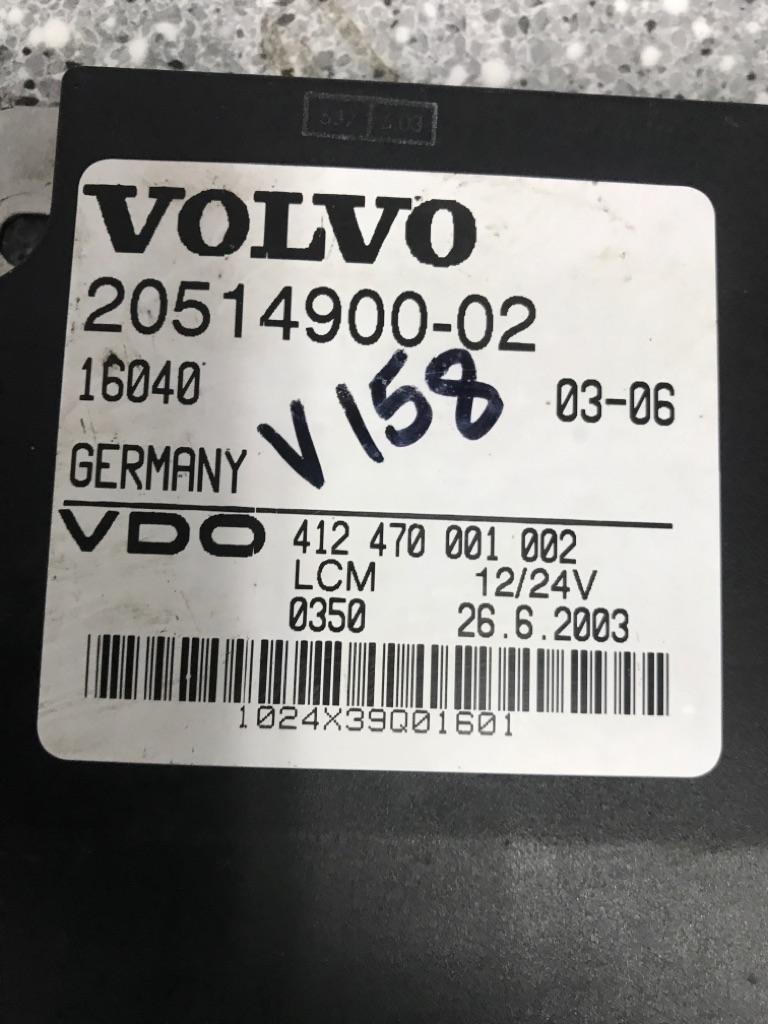 VOLVO
20514900-02
16040 V158 03-06
GERMANY
VDO 412 470 001 002
LCM 12/24V
0350 26.6.2003
1024X39Q01601